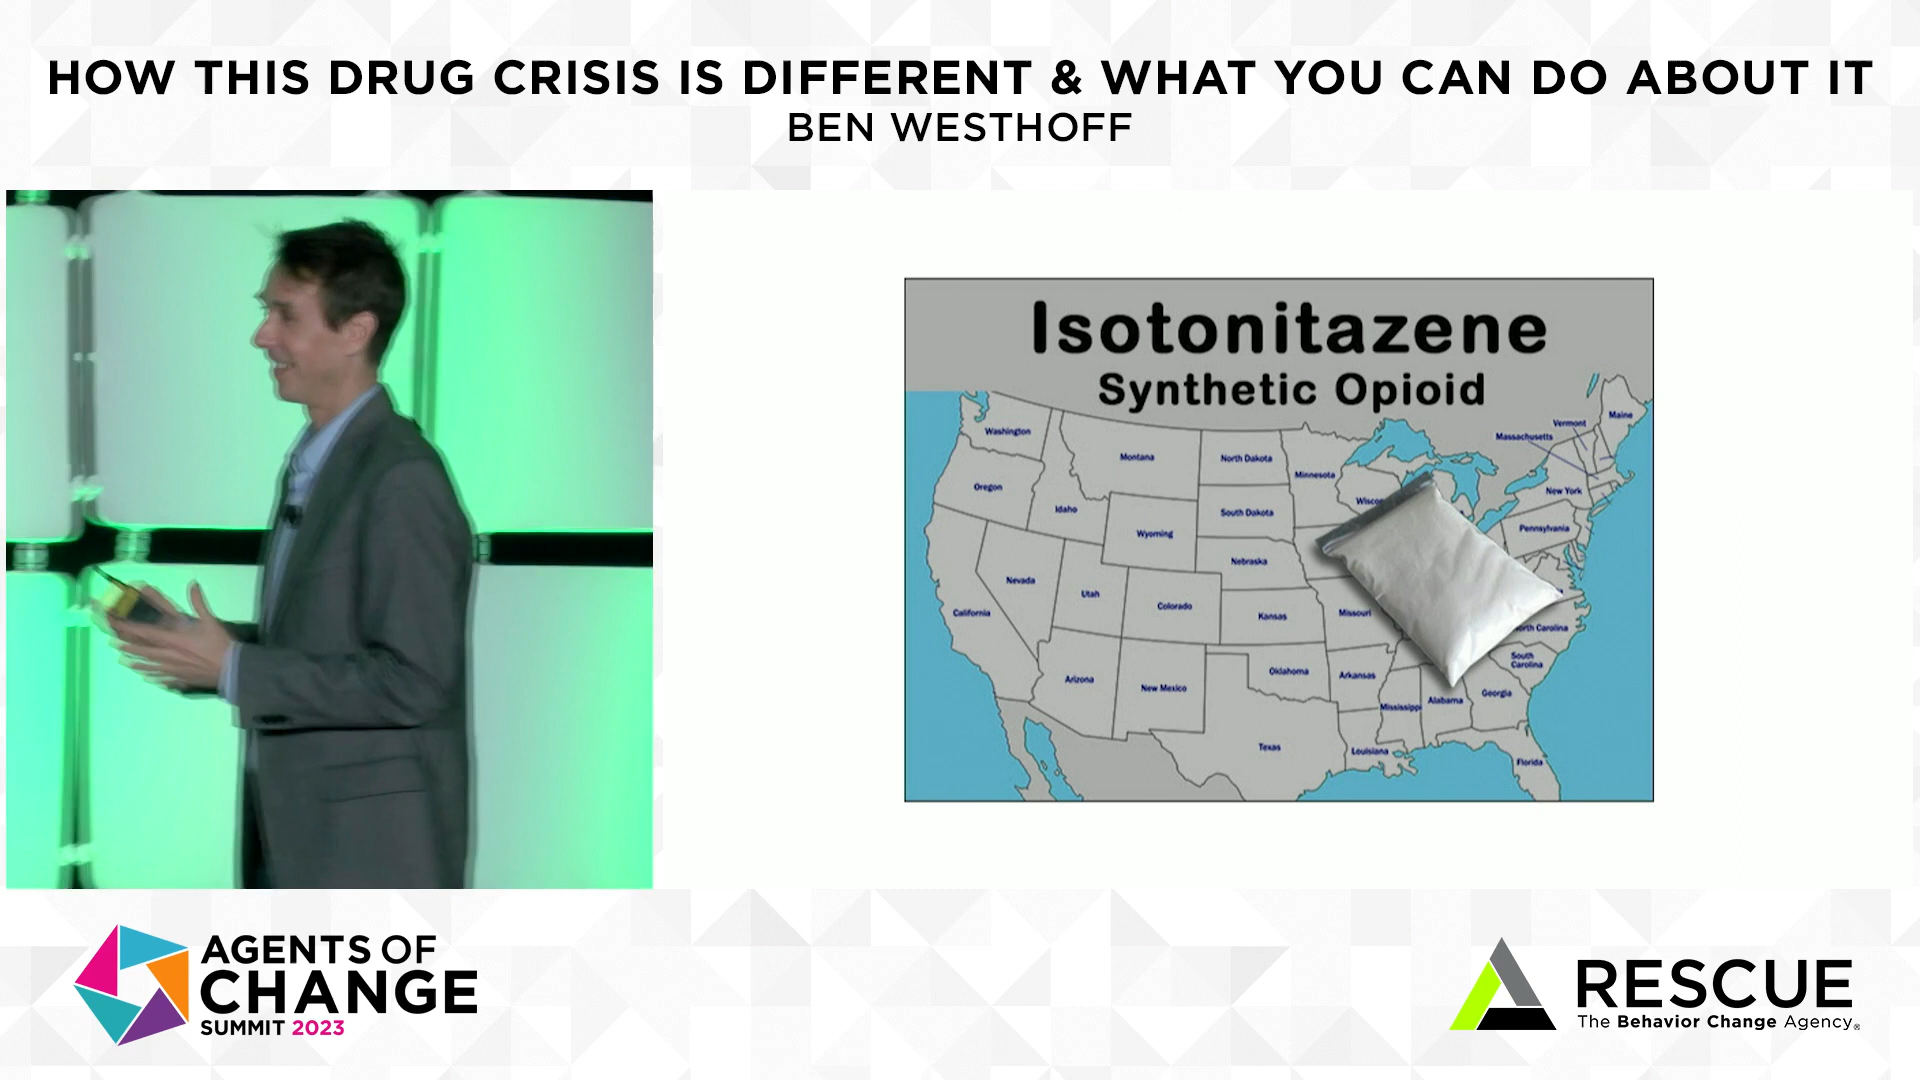 HOW THIS DRUG CRISIS IS DIFFERENT & WHAT YOU CAN DO ABOUT IT
BEN WESTHOFF
Isotonitazene
Synthetic Opioid
Washington
Montana
North Dakota
Minnesota
Massachusetts
Vermont
Maine
Oregon
Idaho
Wyoming
South Dakota
New York
Pennsylvania
Nebraska
Nevada
Utah
Colorado
Kansas
Missouri
California
Arizona
New Mexico
Oklahoma
Arkansas
South
Carolina
Mississippi
Alabama
Georgia
Texas
Louisiana
Florida
AGENTS OF
CHANGE
SUMMIT 2023
RESCUE
The Behavior Change Agency®